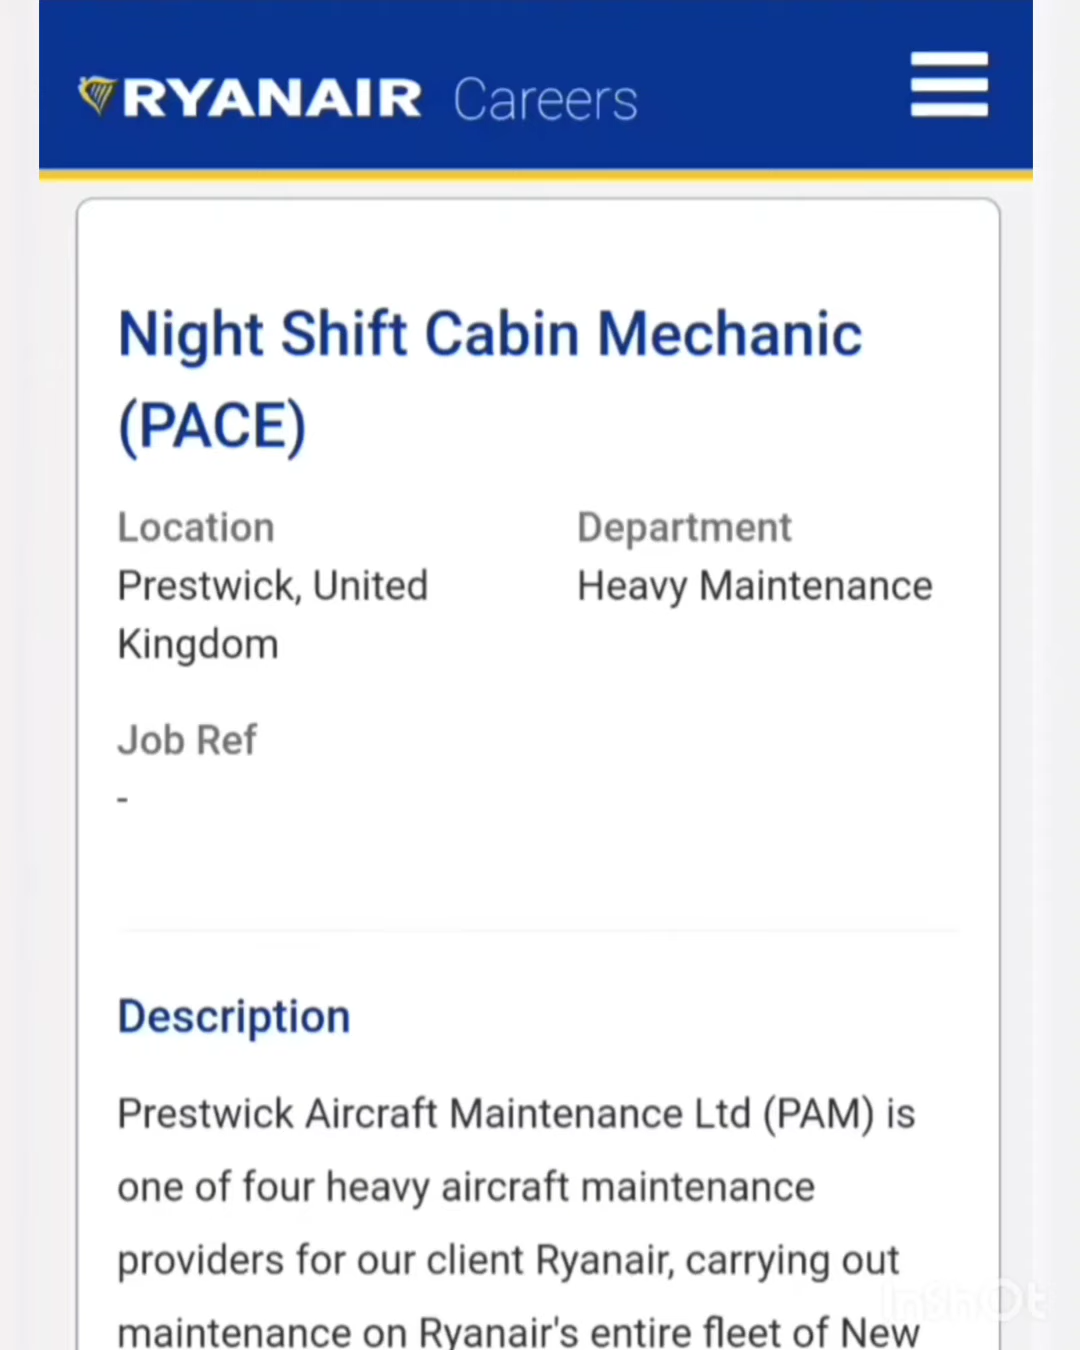 RYANAIR Careers
Night Shift Cabin Mechanic
(PACE)
Location
Department
Prestwick, United
Kingdom
Heavy Maintenance
Job Ref
-
Description
Prestwick Aircraft Maintenance Ltd (PAM) is
one of four heavy aircraft maintenance
providers for our client Ryanair, carrying out
maintenance on Ryanair's entire fleet of New
InShOt